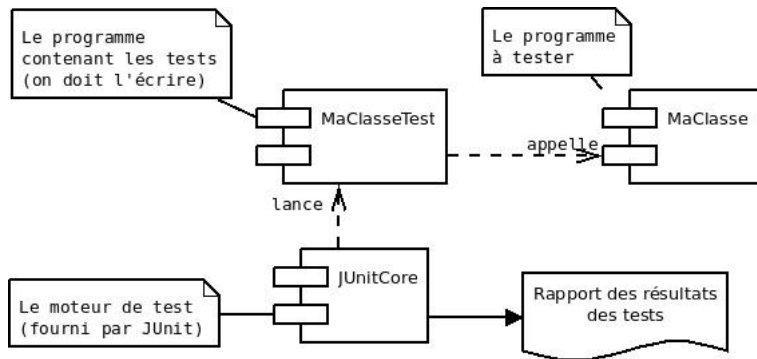 Le programme
contenant les tests
(on doit l'écrire)
Le programme
à tester
MaClasseTest
MaClasse
appelle
lance
JUnitCore
Le moteur de test
(fourni par JUnit)
Rapport des résultats
des tests